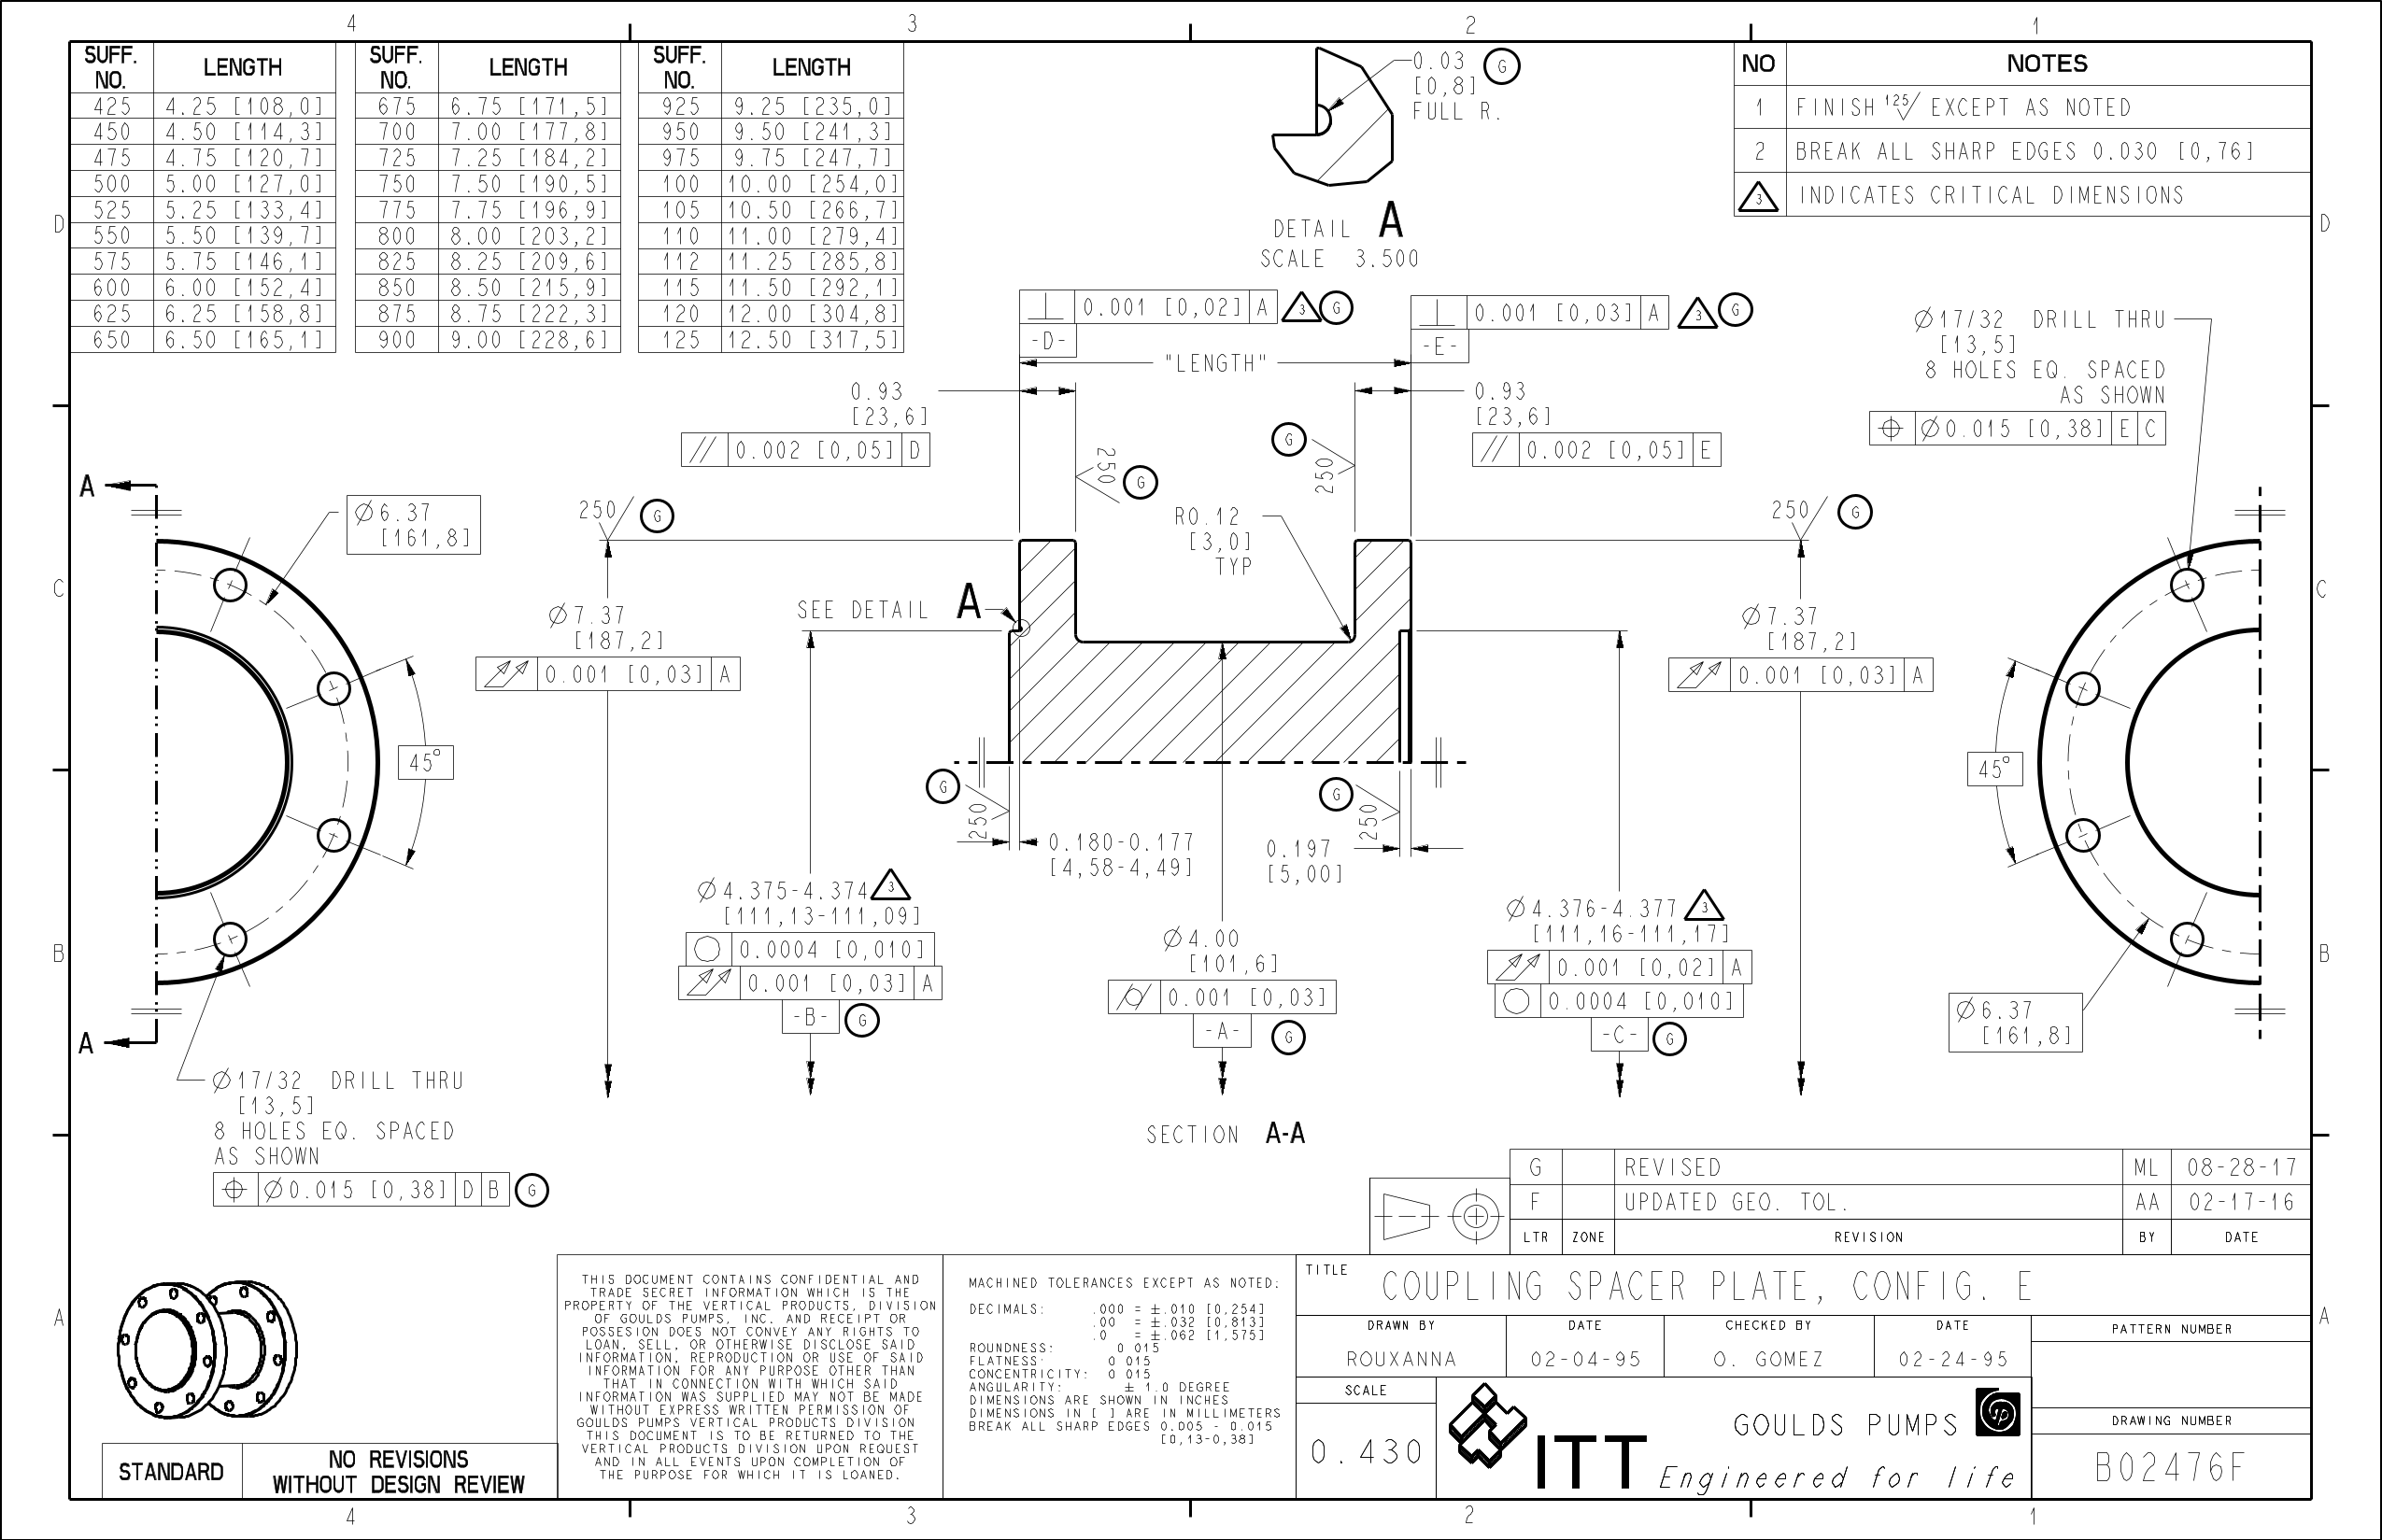 4 3 2 1
SUFF. NO. LENGTH SUFF. NO. LENGTH SUFF. NO. LENGTH
425 4.25 [108,0] 675 6.75 [171,5] 925 9.25 [235,0]
450 4.50 [114,3] 700 7.00 [177,8] 950 9.50 [241,3]
475 4.75 [120,7] 725 7.25 [184,2] 975 9.75 [247,7]
500 5.00 [127,0] 750 7.50 [190,5] 100 10.00 [254,0]
525 5.25 [133,4] 775 7.75 [196,9] 105 10.50 [266,7]
550 5.50 [139,7] 800 8.00 [203,2] 110 11.00 [279,4]
575 5.75 [146,1] 825 8.25 [209,6] 112 11.25 [285,8]
600 6.00 [152,4] 850 8.50 [215,9] 115 11.50 [292,1]
625 6.25 [158,8] 875 8.75 [222,3] 120 12.00 [304,8]
650 6.50 [165,1] 900 9.00 [228,6] 125 12.50 [317,5]
0.03 G
[0,8]
FULL R.
DETAIL A
SCALE 3.500
NO NOTES
1 FINISH 125 EXCEPT AS NOTED
2 BREAK ALL SHARP EDGES 0.030 [0,76]
3 INDICATES CRITICAL DIMENSIONS
D D
⊥ 0.001 [0,02] A 3 G
-D-
⊥ 0.001 [0,03] A 3 G
-E-
"LENGTH"
0.93
[23,6]
// 0.002 [0,05] D
0.93
[23,6]
// 0.002 [0,05] E
250 G
G 250
Ø17/32 DRILL THRU
[13,5]
8 HOLES EQ. SPACED
AS SHOWN
⌖ Ø0.015 [0,38] E C
A
Ø6.37
[161,8]
250 G
R0.12
[3,0]
TYP
250 G
C C
Ø7.37
[187,2]
0.001 [0,03] A
SEE DETAIL A
Ø7.37
[187,2]
0.001 [0,03] A
45°
45°
G 250
0.180-0.177
[4,58-4,49]
G 250
0.197
[5,00]
Ø4.375-4.374 3
[111,13-111,09]
○ 0.0004 [0,010]
0.001 [0,03] A
-B- G
Ø4.00
[101,6]
⌭ 0.001 [0,03]
-A- G
Ø4.376-4.377 3
[111,16-111,17]
0.001 [0,02] A
○ 0.0004 [0,010]
-C- G
B B
Ø6.37
[161,8]
A
Ø17/32 DRILL THRU
[13,5]
8 HOLES EQ. SPACED
AS SHOWN
⌖ Ø0.015 [0,38] D B G
SECTION A-A
G REVISED ML 08-28-17
F UPDATED GEO. TOL. AA 02-17-16
LTR ZONE REVISION BY DATE
A A
STANDARD
NO REVISIONS
WITHOUT DESIGN REVIEW
THIS DOCUMENT CONTAINS CONFIDENTIAL AND
TRADE SECRET INFORMATION WHICH IS THE
PROPERTY OF THE VERTICAL PRODUCTS, DIVISION
OF GOULDS PUMPS, INC. AND RECEIPT OR
POSSESION DOES NOT CONVEY ANY RIGHTS TO
LOAN, SELL, OR OTHERWISE DISCLOSE SAID
INFORMATION, REPRODUCTION OR USE OF SAID
INFORMATION FOR ANY PURPOSE OTHER THAN
THAT IN CONNECTION WITH WHICH SAID
INFORMATION WAS SUPPLIED MAY NOT BE MADE
WITHOUT EXPRESS WRITTEN PERMISSION OF
GOULDS PUMPS VERTICAL PRODUCTS DIVISION
THIS DOCUMENT IS TO BE RETURNED TO THE
VERTICAL PRODUCTS DIVISION UPON REQUEST
AND IN ALL EVENTS UPON COMPLETION OF
THE PURPOSE FOR WHICH IT IS LOANED.
MACHINED TOLERANCES EXCEPT AS NOTED:
DECIMALS: .000 = ±.010 [0,254]
.00 = ±.032 [0,813]
.0 = ±.062 [1,575]
ROUNDNESS: 0 015
FLATNESS: 0 015
CONCENTRICITY: 0 015
ANGULARITY: ± 1.0 DEGREE
DIMENSIONS ARE SHOWN IN INCHES
DIMENSIONS IN [ ] ARE IN MILLIMETERS
BREAK ALL SHARP EDGES 0.005 - 0.015
[0,13-0,38]
TITLE COUPLING SPACER PLATE, CONFIG. E
DRAWN BY DATE CHECKED BY DATE PATTERN NUMBER
ROUXANNA 02-04-95 O. GOMEZ 02-24-95
SCALE
0.430
ITT
GOULDS PUMPS gp
Engineered for life
DRAWING NUMBER
B02476F
4 3 2 1